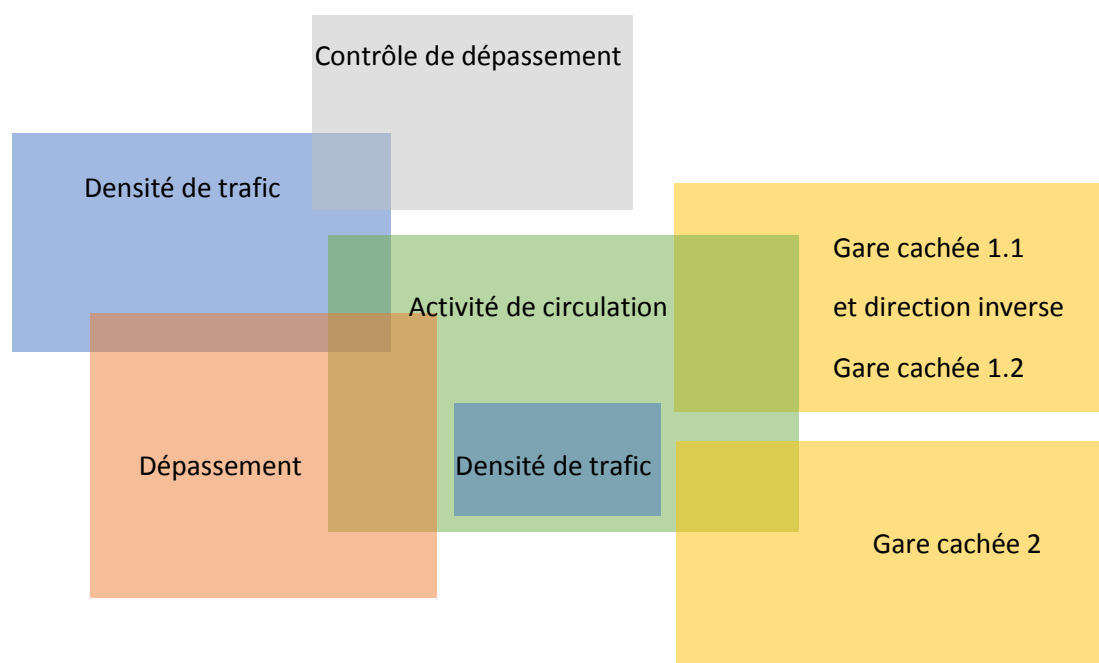 Contrôle de dépassement
Densité de trafic
Gare cachée 1.1
et direction inverse
Gare cachée 1.2
Activité de circulation
Dépassement
Densité de trafic
Gare cachée 2